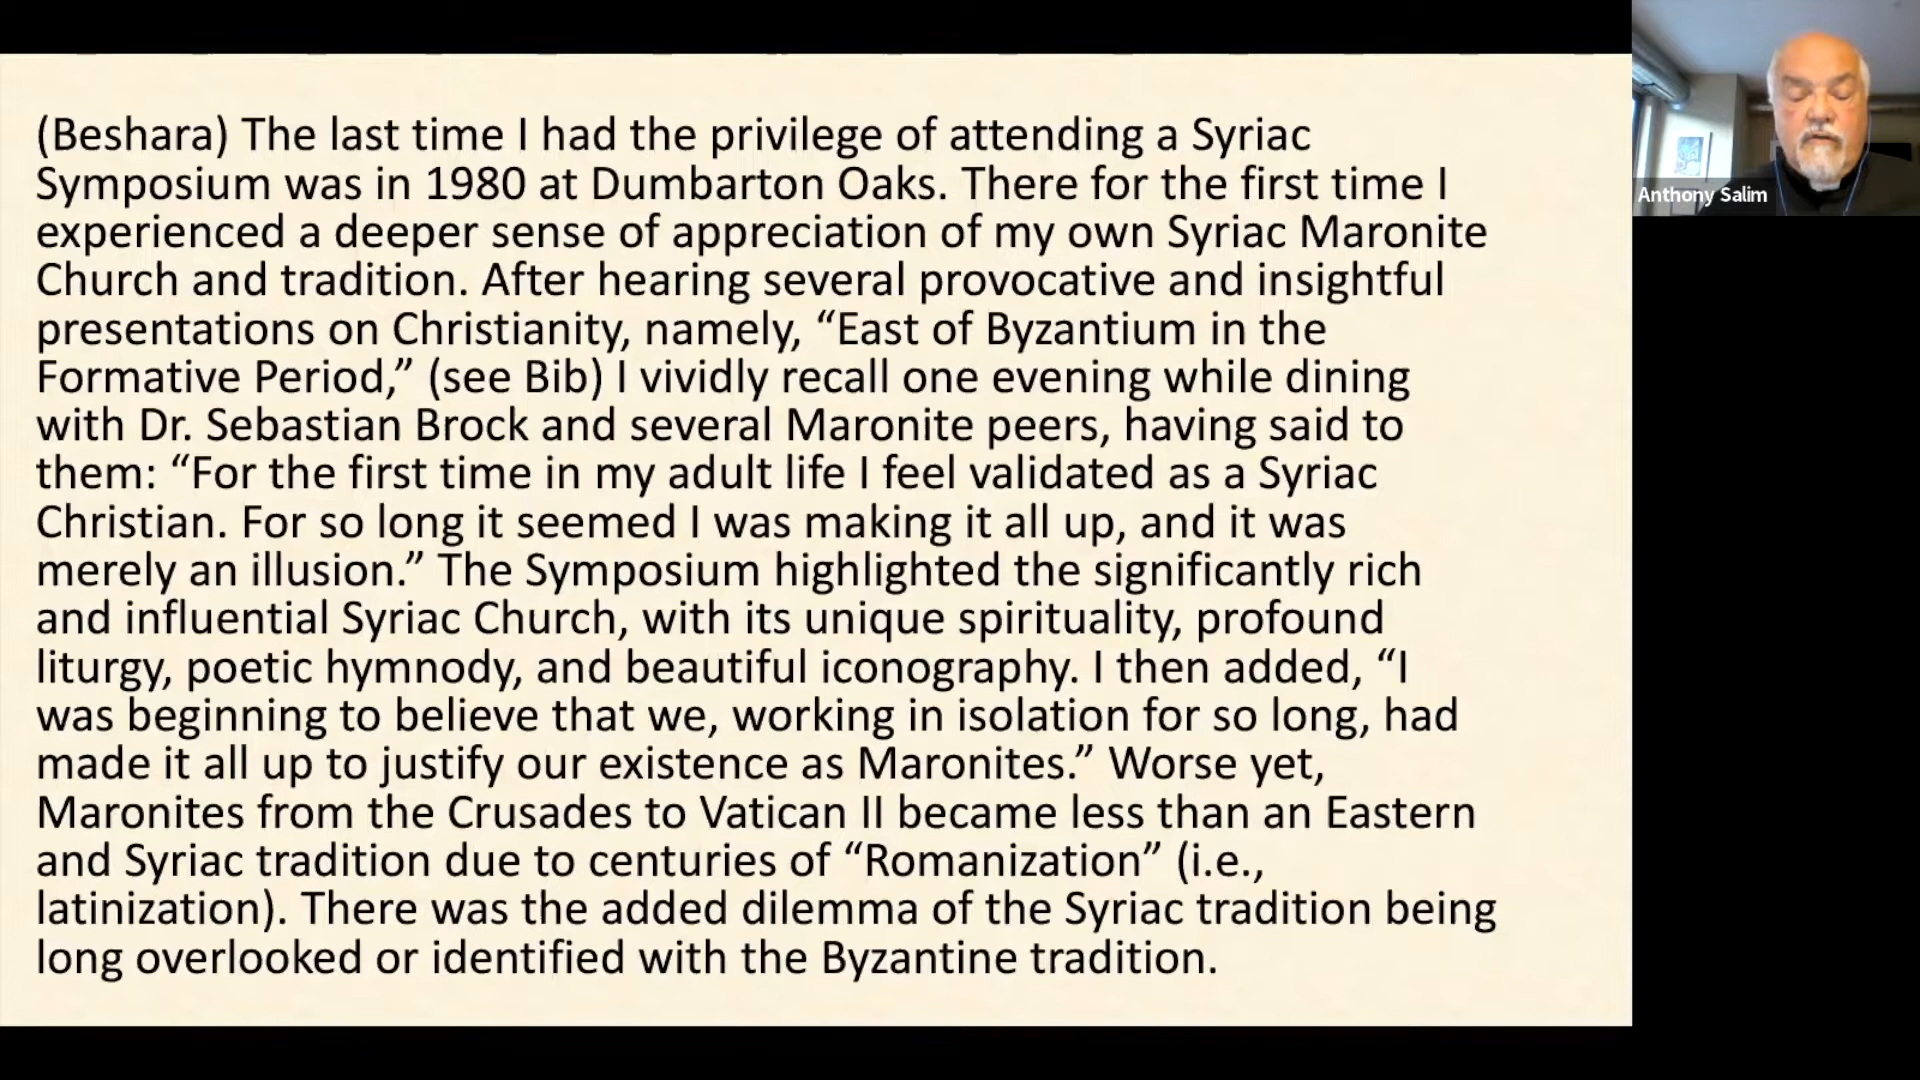 (Beshara) The last time I had the privilege of attending a Syriac
Symposium was in 1980 at Dumbarton Oaks. There for the first time I
experienced a deeper sense of appreciation of my own Syriac Maronite
Church and tradition. After hearing several provocative and insightful
presentations on Christianity, namely, “East of Byzantium in the
Formative Period,” (see Bib) I vividly recall one evening while dining
with Dr. Sebastian Brock and several Maronite peers, having said to
them: “For the first time in my adult life I feel validated as a Syriac
Christian. For so long it seemed I was making it all up, and it was
merely an illusion.” The Symposium highlighted the significantly rich
and influential Syriac Church, with its unique spirituality, profound
liturgy, poetic hymnody, and beautiful iconography. I then added, “I
was beginning to believe that we, working in isolation for so long, had
made it all up to justify our existence as Maronites.” Worse yet,
Maronites from the Crusades to Vatican II became less than an Eastern
and Syriac tradition due to centuries of “Romanization” (i.e.,
latinization). There was the added dilemma of the Syriac tradition being
long overlooked or identified with the Byzantine tradition.
Anthony Salim